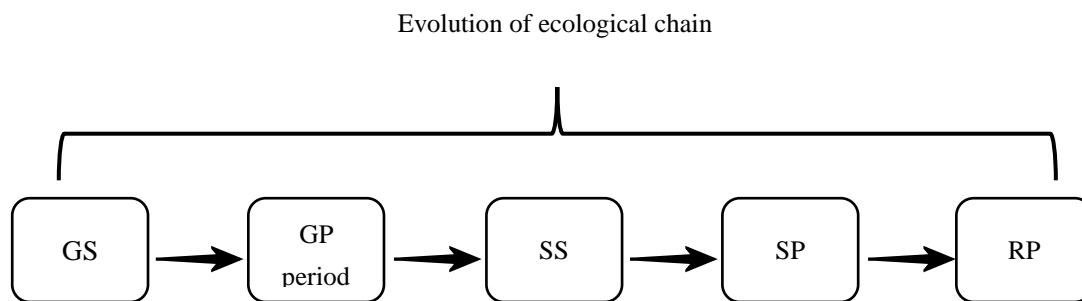 Evolution of ecological chain
GS
GP
period
SS
SP
RP